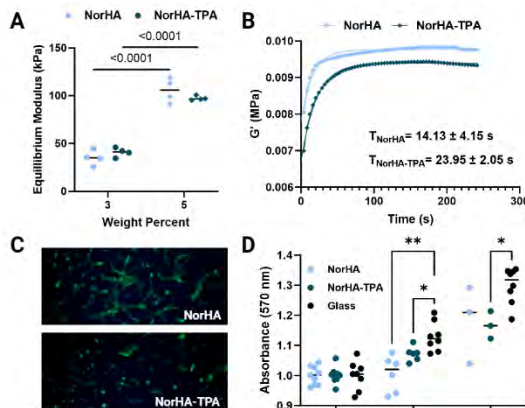 A
NorHA
NorHA-TPA
<0.0001
<0.0001
Equilibrium Modulus (kPa)
150
100
50
0
3
5
Weight Percent
B
NorHA
NorHA-TPA
G' (MPa)
0.010
0.009
0.008
0.007
0.006
TNorHA= 14.13 ± 4.15 s
TNorHA-TPA= 23.95 ± 2.05 s
0
100
200
300
Time (s)
C
NorHA
NorHA-TPA
D
NorHA
NorHA-TPA
Glass
**
*
*
Absorbance (570 nm)
1.4
1.3
1.2
1.1
1.0
0.9